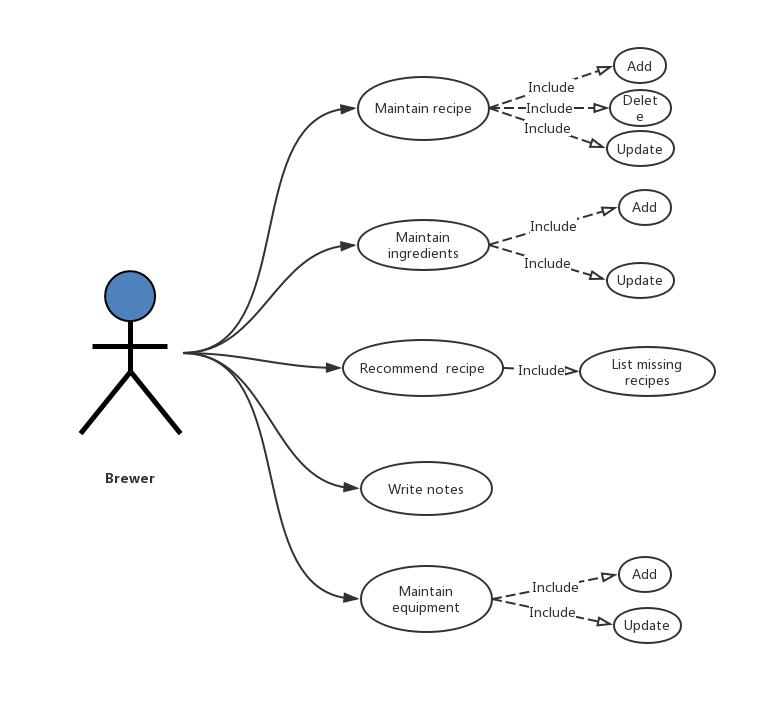 Add
Include
Maintain recipe
Include
Delet
e
Include
Update
Add
Include
Maintain
ingredients
Include
Update
Recommend  recipe
Include
List missing
recipes
Brewer
Write notes
Add
Include
Maintain
equipment
Include
Update